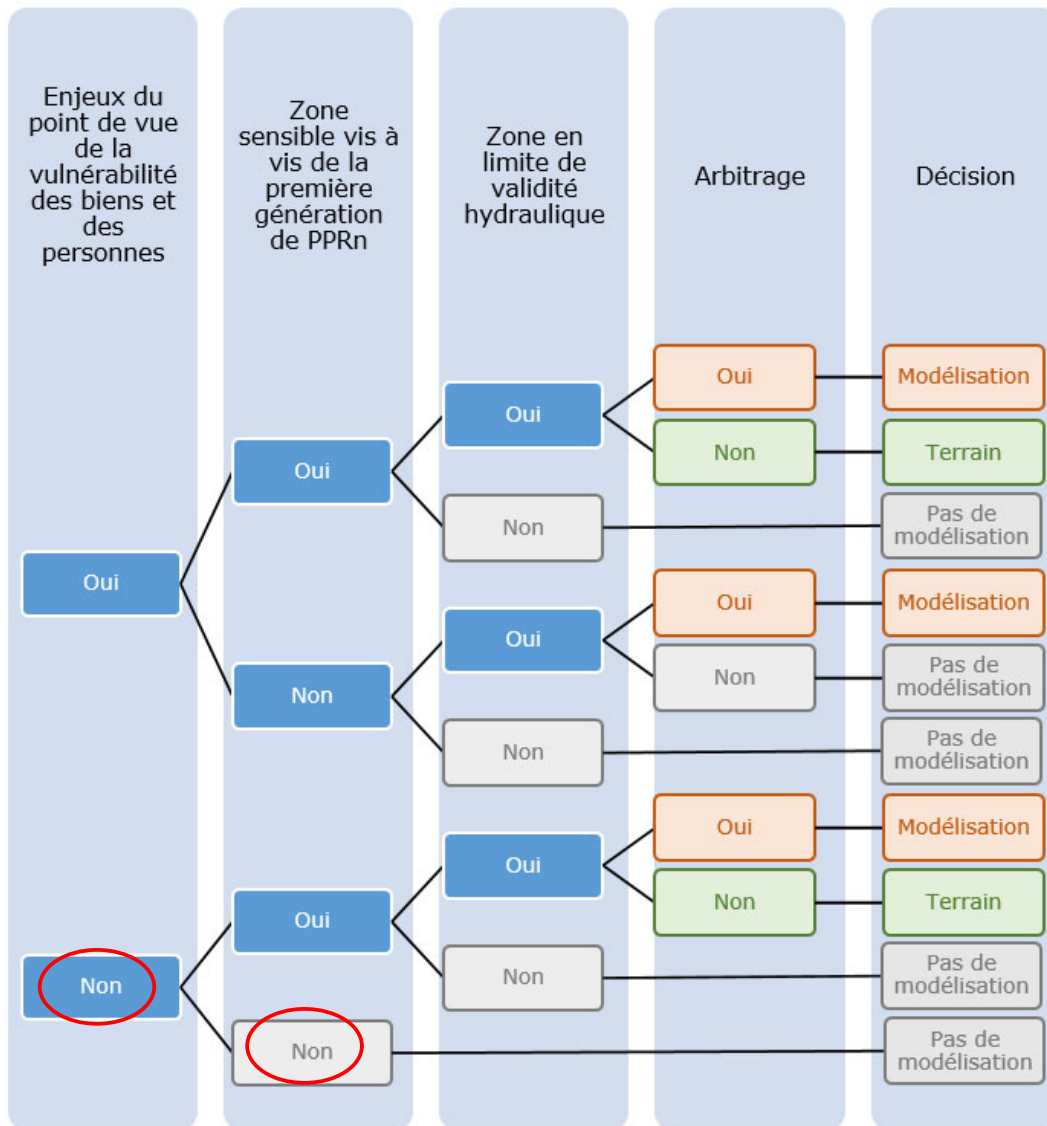 Enjeux du
point de vue
de la
vulnérabilité
des biens et
des
personnes
Zone
sensible vis à
vis de la
première
génération
de PPRn
Zone en
limite de
validité
hydraulique
Arbitrage
Décision
Oui
Modélisation
Oui
Non
Terrain
Oui
Non
Pas de
modélisation
Oui
Oui
Modélisation
Oui
Non
Pas de
modélisation
Non
Non
Pas de
modélisation
Oui
Modélisation
Oui
Non
Terrain
Oui
Non
Pas de
modélisation
Non
Non
Pas de
modélisation